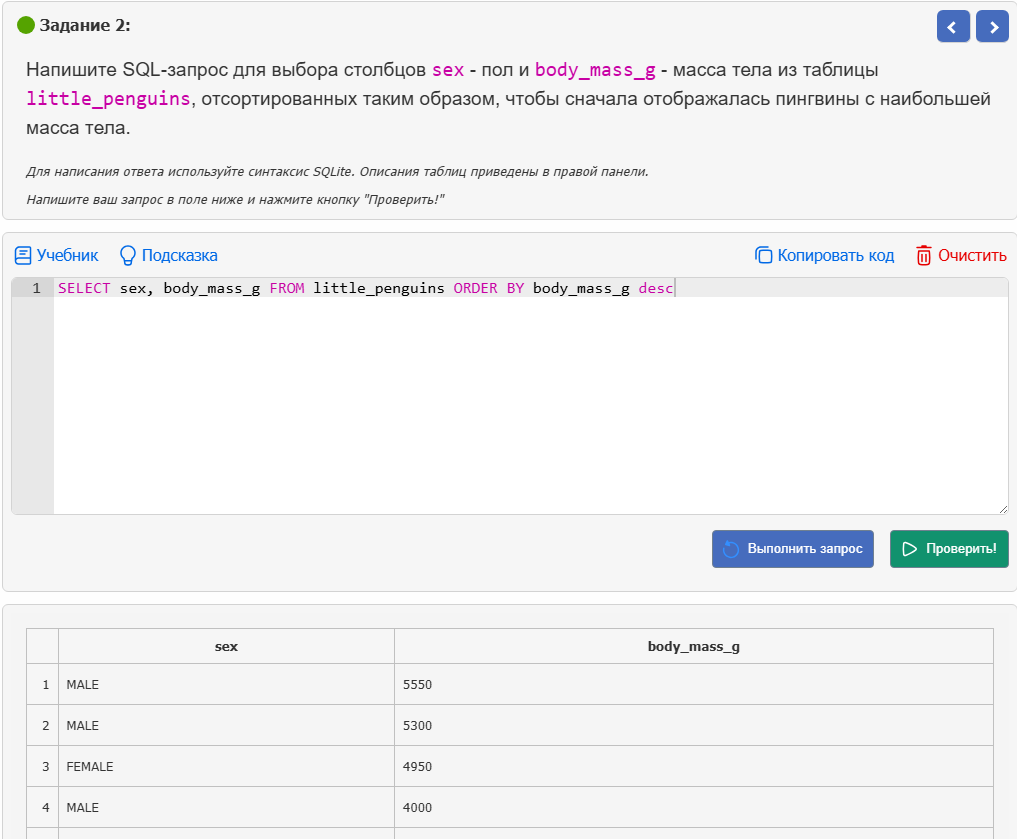 Задание 2:
Напишите SQL-запрос для выбора столбцов sex - пол и body_mass_g - масса тела из таблицы
little_penguins, отсортированных таким образом, чтобы сначала отображалась пингвины с наибольшей
масса тела.
Для написания ответа используйте синтаксис SQLite. Описания таблиц приведены в правой панели.
Напишите ваш запрос в поле ниже и нажмите кнопку "Проверить!"
Учебник Подсказка Копировать код Очистить
1 SELECT sex, body_mass_g FROM little_penguins ORDER BY body_mass_g desc
Выполнить запрос Проверить!
sex body_mass_g
1 MALE 5550
2 MALE 5300
3 FEMALE 4950
4 MALE 4000